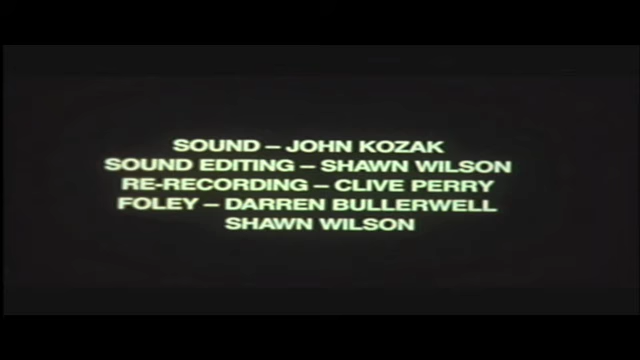 SOUND – JOHN KOZAK
SOUND EDITING – SHAWN WILSON
RE-RECORDING – CLIVE PERRY
FOLEY – DARREN BULLERWELL
SHAWN WILSON